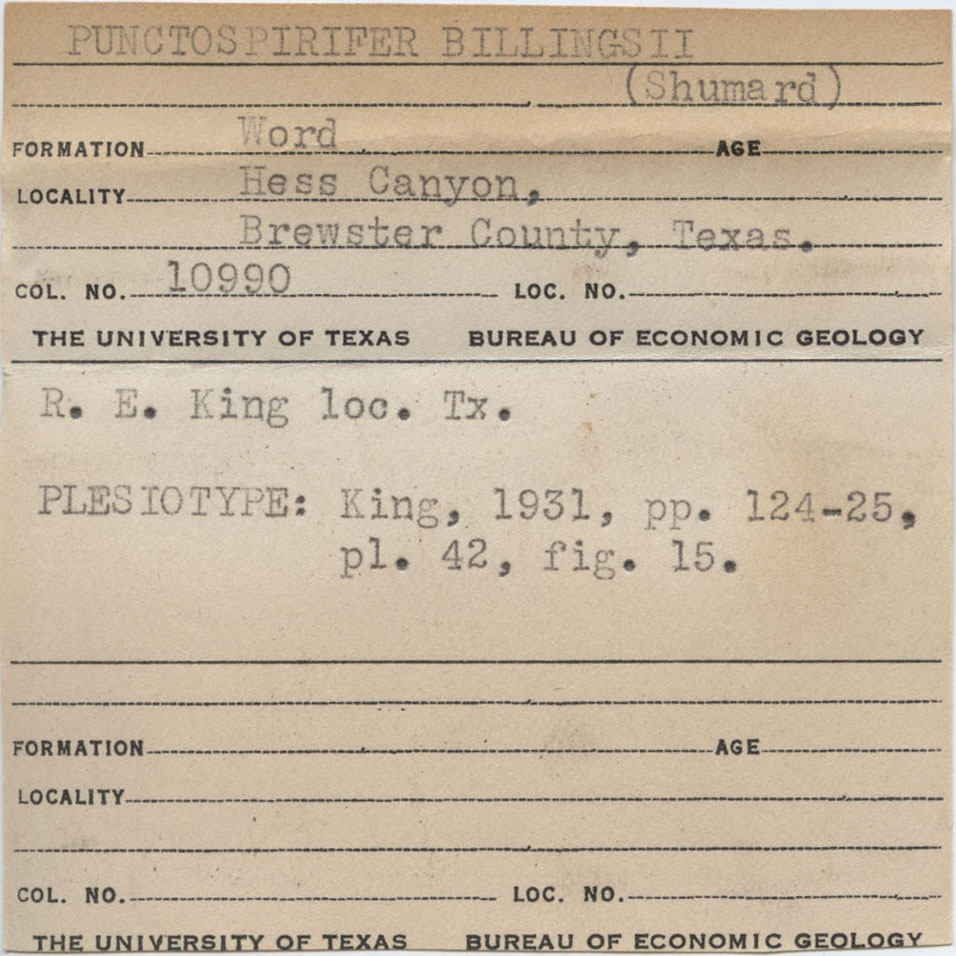 PUNCTOSPIRIFER BILLINGSII
(Shumard)
FORMATION Word AGE
LOCALITY Hess Canyon,
Brewster County, Texas.
COL. NO. 10990 LOC. NO.
THE UNIVERSITY OF TEXAS BUREAU OF ECONOMIC GEOLOGY
R. E. King loc. Tx.
PLESIOTYPE: King, 1931, pp. 124-25,
pl. 42, fig. 15.
FORMATION AGE
LOCALITY
COL. NO. LOC. NO.
THE UNIVERSITY OF TEXAS BUREAU OF ECONOMIC GEOLOGY